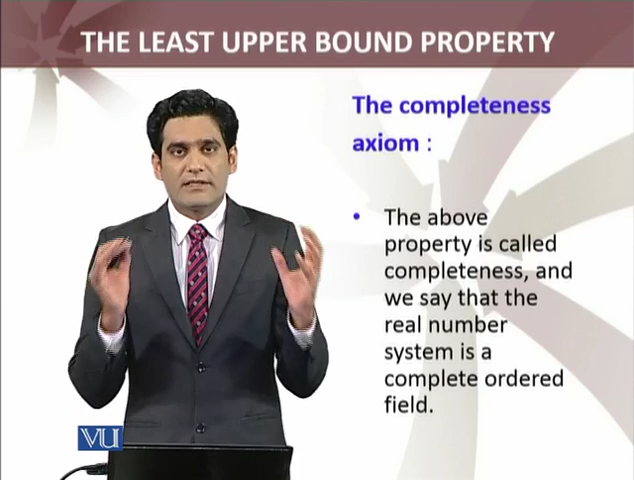 THE LEAST UPPER BOUND PROPERTY
The completeness
axiom :
• The above
property is called
completeness, and
we say that the
real number
system is a
complete ordered
field.
VU